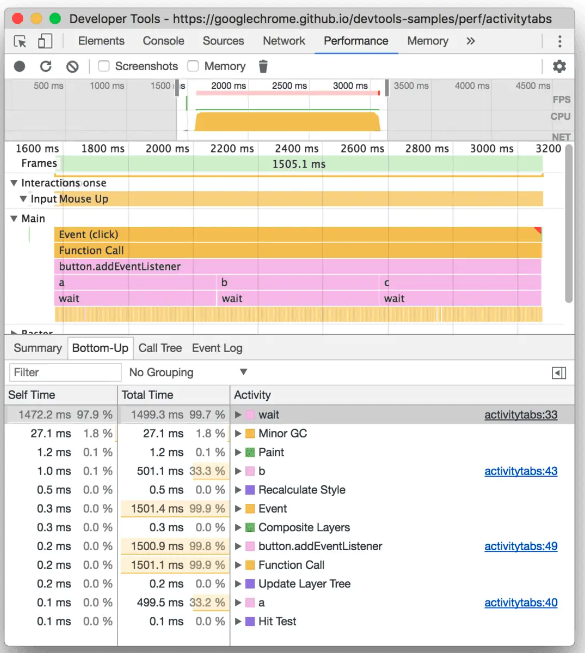 Developer Tools - https://googlechrome.github.io/devtools-samples/perf/activitytabs
Elements Console Sources Network Performance Memory »
Screenshots Memory
500 ms 1000 ms 2000 ms 2500 ms 3000 ms 3500 ms 4000 ms 4500 ms
FPS
CPU
NET
1600 ms 1800 ms 2000 ms 2200 ms 2400 ms 2600 ms 2800 ms 3000 ms 3200
Frames 1505.1 ms
Interactions onse
Input Mouse Up
Main
Event (click)
Function Call
button.addEventListener
a b c
wait wait wait
Raster
Summary Bottom-Up Call Tree Event Log
Filter No Grouping
Self Time Total Time Activity
1472.2 ms 97.9 % 1499.3 ms 99.7 % wait activitytabs:33
27.1 ms 1.8 % 27.1 ms 1.8 % Minor GC
1.2 ms 0.1 % 1.2 ms 0.1 % Paint
1.0 ms 0.1 % 501.1 ms 33.3 % b activitytabs:43
0.5 ms 0.0 % 0.5 ms 0.0 % Recalculate Style
0.3 ms 0.0 % 1501.4 ms 99.9 % Event
0.3 ms 0.0 % 0.3 ms 0.0 % Composite Layers
0.2 ms 0.0 % 1500.9 ms 99.8 % button.addEventListener activitytabs:49
0.2 ms 0.0 % 1501.1 ms 99.9 % Function Call
0.2 ms 0.0 % 0.2 ms 0.0 % Update Layer Tree
0.1 ms 0.0 % 499.5 ms 33.2 % a activitytabs:40
0.1 ms 0.0 % 0.1 ms 0.0 % Hit Test